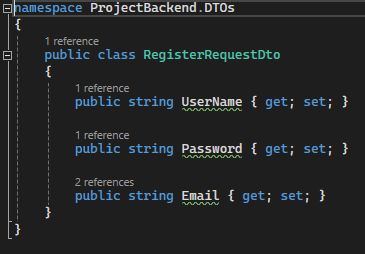 namespace ProjectBackend.DTOs
{
1 reference
public class RegisterRequestDto
{
1 reference
public string UserName { get; set; }
1 reference
public string Password { get; set; }
2 references
public string Email { get; set; }
}
}